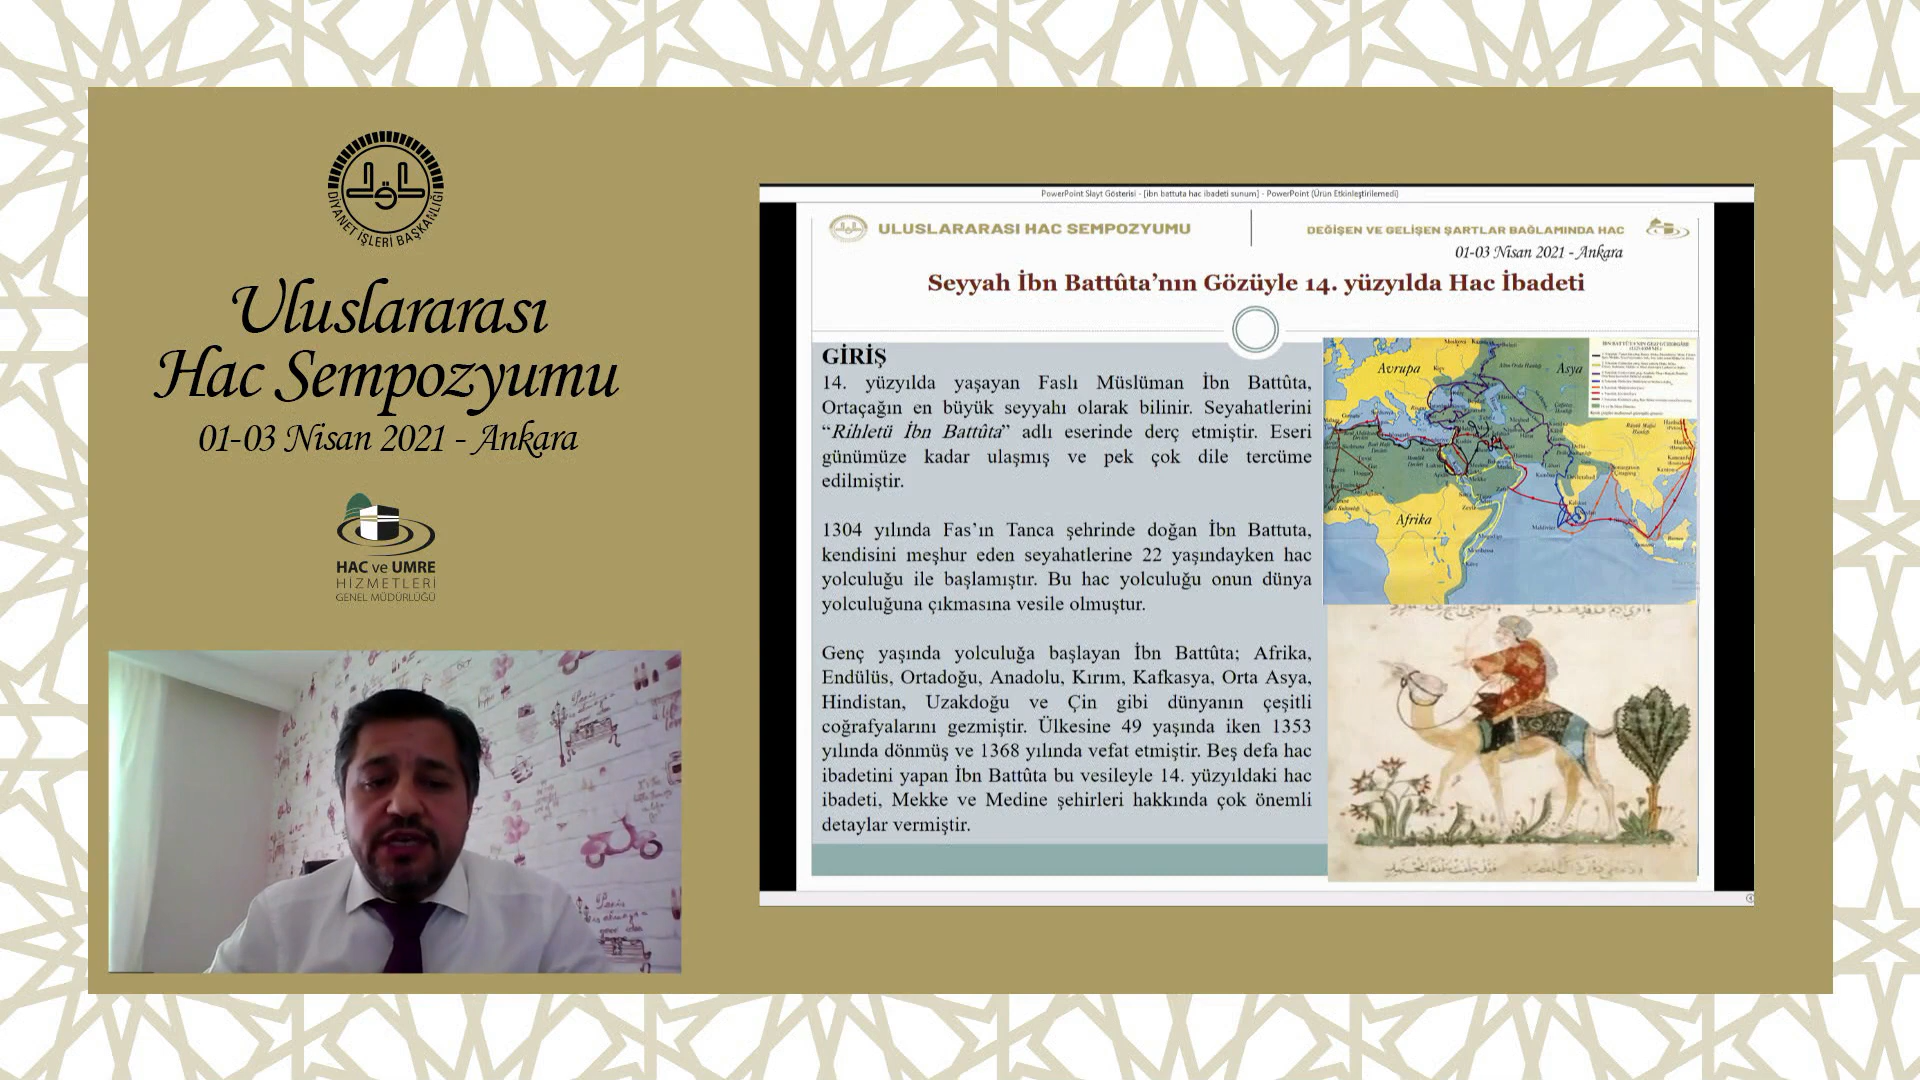 DİYANET İŞLERİ BAŞKANLIĞI
Uluslararası
Hac Sempozyumu
01-03 Nisan 2021 - Ankara
HAC ve UMRE
HİZMETLERİ
GENEL MÜDÜRLÜĞÜ
PowerPoint Slayt Gösterisi - [ibn battuta hac ibadeti sunum] - PowerPoint (Ürün Etkinleştirilemedi)
ULUSLARARASI HAC SEMPOZYUMU
DEĞİŞEN VE GELİŞEN ŞARTLAR BAĞLAMINDA HAC
01-03 Nisan 2021 - Ankara
Seyyah İbn Battûta’nın Gözüyle 14. yüzyılda Hac İbadeti
GİRİŞ
14. yüzyılda yaşayan Faslı Müslüman İbn Battûta,
Ortaçağın en büyük seyyahı olarak bilinir. Seyahatlerini
“Rihletü İbn Battûta” adlı eserinde derç etmiştir. Eseri
günümüze kadar ulaşmış ve pek çok dile tercüme
edilmiştir.
1304 yılında Fas’ın Tanca şehrinde doğan İbn Battuta,
kendisini meşhur eden seyahatlerine 22 yaşındayken hac
yolculuğu ile başlamıştır. Bu hac yolculuğu onun dünya
yolculuğuna çıkmasına vesile olmuştur.
Genç yaşında yolculuğa başlayan İbn Battûta; Afrika,
Endülüs, Ortadoğu, Anadolu, Kırım, Kafkasya, Orta Asya,
Hindistan, Uzakdoğu ve Çin gibi dünyanın çeşitli
coğrafyalarını gezmiştir. Ülkesine 49 yaşında iken 1353
yılında dönmüş ve 1368 yılında vefat etmiştir. Beş defa hac
ibadetini yapan İbn Battûta bu vesileyle 14. yüzyıldaki hac
ibadeti, Mekke ve Medine şehirleri hakkında çok önemli
detaylar vermiştir.
Avrupa
Asya
Afrika
Paris